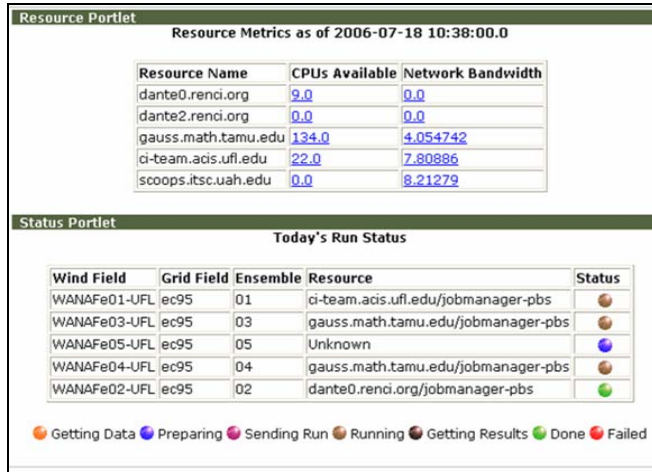 Resource Portlet
Resource Metrics as of 2006-07-18 10:38:00.0
Resource Name CPUs Available Network Bandwidth
dante0.renci.org 9.0 0.0
dante2.renci.org 0.0 0.0
gauss.math.tamu.edu 134.0 4.054742
ci-team.acis.ufl.edu 22.0 7.80886
scoops.itsc.uah.edu 0.0 8.21279
Status Portlet
Today's Run Status
Wind Field Grid Field Ensemble Resource Status
WANAFe01-UFL ec95 01 ci-team.acis.ufl.edu/jobmanager-pbs
WANAFe03-UFL ec95 03 gauss.math.tamu.edu/jobmanager-pbs
WANAFe05-UFL ec95 05 Unknown
WANAFe04-UFL ec95 04 gauss.math.tamu.edu/jobmanager-pbs
WANAFe02-UFL ec95 02 dante0.renci.org/jobmanager-pbs
Getting Data Preparing Sending Run Running Getting Results Done Failed